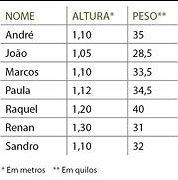 NOME ALTURA* PESO**
André 1,10 35
João 1,05 28,5
Marcos 1,10 33,5
Paula 1,12 34,5
Raquel 1,20 40
Renan 1,30 31
Sandro 1,10 32
* Em metros ** Em quilos